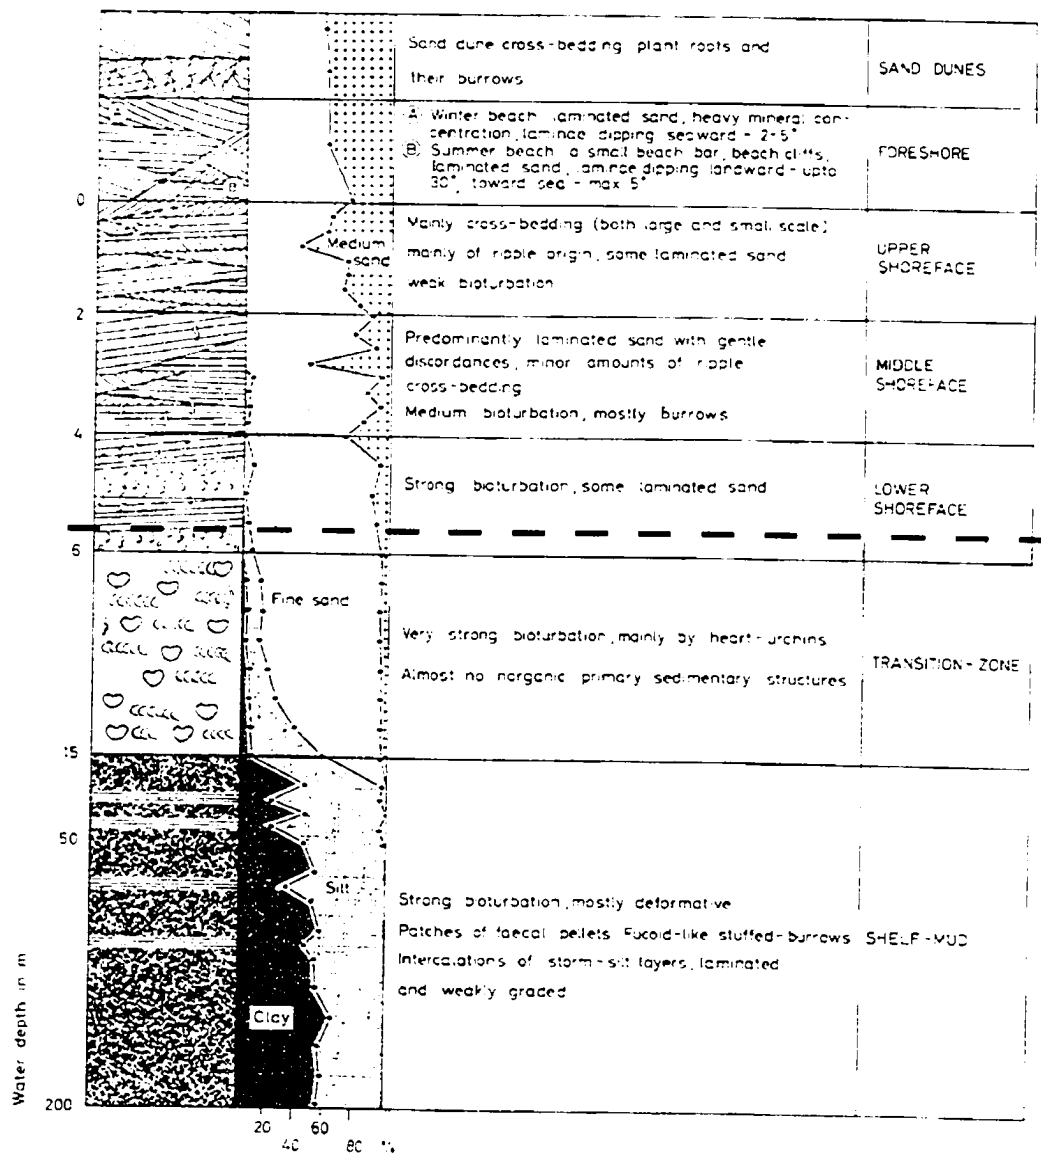 Sand dune cross-bedding plant roots and
their burrows
SAND DUNES
A Winter beach laminated sand, heavy mineral con-
centration, laminae dipping seaward - 2-5°
B Summer beach a small beach bar, beach cliffs,
laminated sand, laminae dipping landward - upto
30°, toward sea - max 5°
FORESHORE
B
0
Mainly cross-bedding (both large and small scale)
mainly of ripple origin, some laminated sand
weak bioturbation
UPPER
SHOREFACE
Medium
sand
2
Predominantly laminated sand with gentle
discordances, minor amounts of ripple
cross-bedding
Medium bioturbation, mostly burrows
MIDDLE
SHOREFACE
4
Strong bioturbation, some laminated sand
LOWER
SHOREFACE
6
Fine sand
Very strong bioturbation, mainly by heart-urchins
Almost no inorganic primary sedimentary structures
TRANSITION-ZONE
15
50
Silt
Strong bioturbation, mostly deformative
Patches of faecal pellets Fucoid-like stuffed-burrows
Intercalations of storm-silt layers, laminated
and weakly graded
SHELF-MUD
Clay
Water depth in m
200
20 60
40 80 %